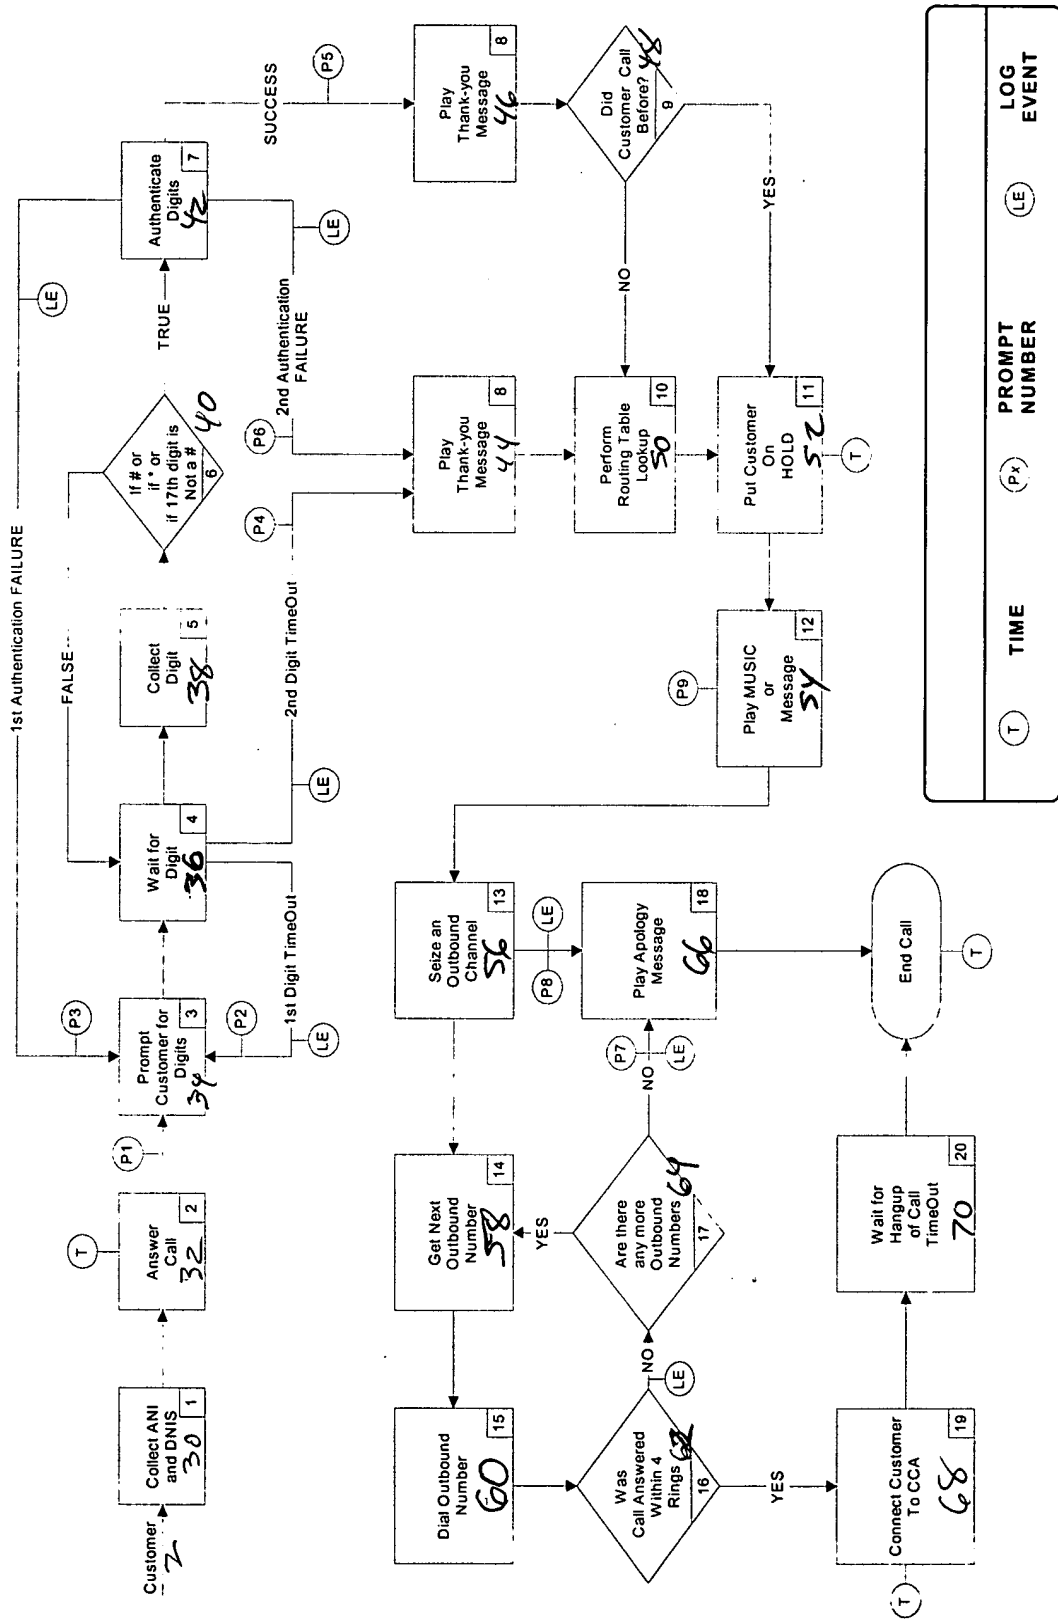 Customer
2
Collect ANI
and DNIS
30
1
T
Answer
Call
32
2
P1
P3
Prompt
Customer for
Digits
34
3
P2
1st Digit TimeOut
LE
Wait for
Digit
36
4
FALSE
2nd Digit TimeOut
LE
Collect
Digit
38
5
If # or
if * or
if 17th digit is
Not a #
6
40
TRUE
1st Authentication FAILURE
LE
Authenticate
Digits
42
7
SUCCESS
P5
LE
2nd Authentication
FAILURE
P6
P4
Play
Thank-you
Message
44
8
Play
Thank-you
Message
46
8
Did
Customer Call
Before?
48
9
NO
YES
Perform
Routing Table
Lookup
50
10
Put Customer
On
HOLD
52
11
T
P9
Play MUSIC
or
Message
54
12
Seize an
Outbound
Channel
56
13
P8
LE
Get Next
Outbound
Number
58
14
YES
Dial Outbound
Number
60
15
Was
Call Answered
Within 4
Rings
62
16
NO
LE
YES
Are there
any more
Outbound
Numbers
64
17
NO
P7
LE
Play Apology
Message
66
18
Connect Customer
To CCA
68
19
T
Wait for
Hangup
of Call
TimeOut
70
20
End Call
T
T
TIME
Px
PROMPT
NUMBER
LE
LOG
EVENT